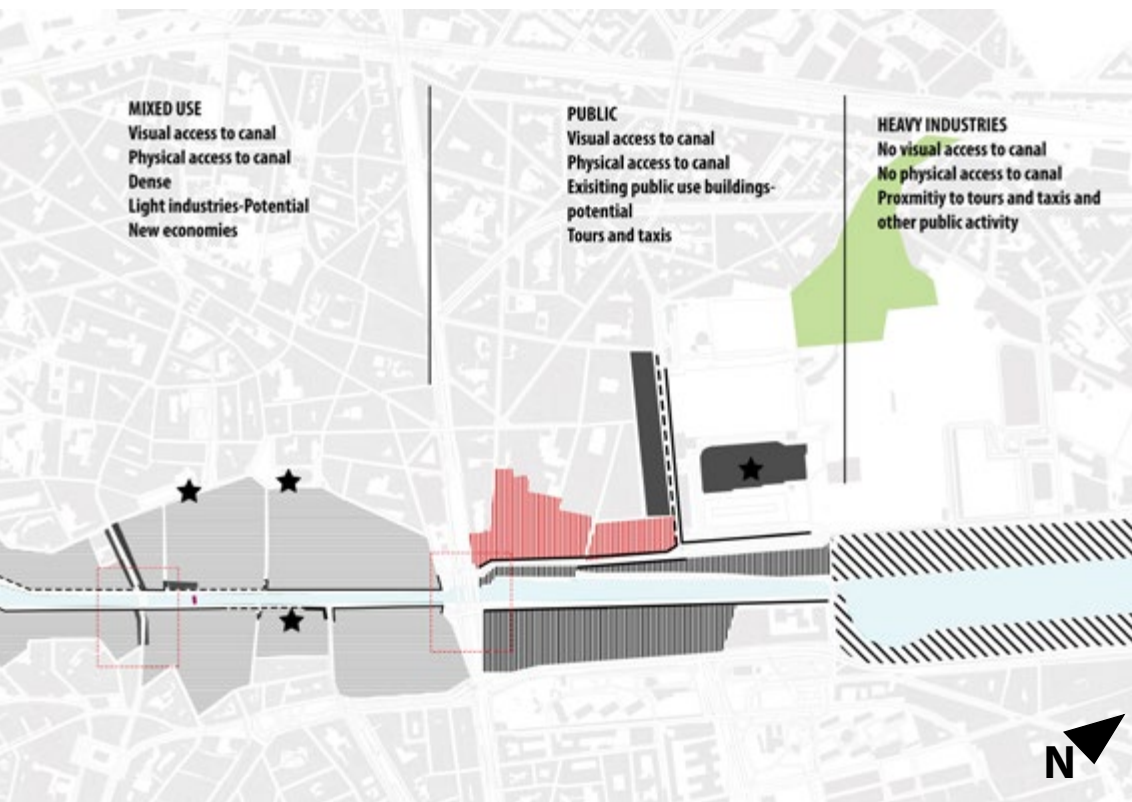 MIXED USE
Visual access to canal
Physical access to canal
Dense
Light industries-Potential
New economies
PUBLIC
Visual access to canal
Physical access to canal
Exisiting public use buildings-
potential
Tours and taxis
HEAVY INDUSTRIES
No visual access to canal
No physical access to canal
Proxmitiy to tours and taxis and
other public activity
N